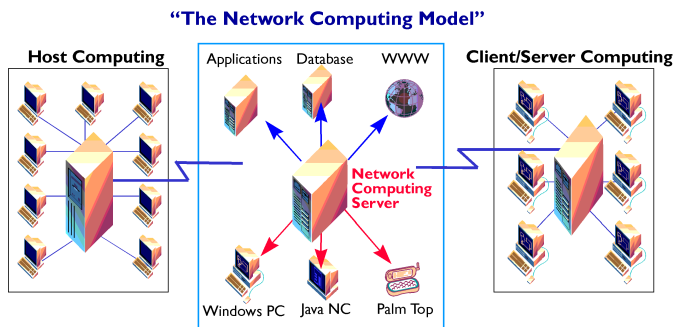 “The Network Computing Model”
Host Computing
Applications
Database
WWW
Client/Server Computing
Network
Computing
Server
Windows PC
Java NC
Palm Top